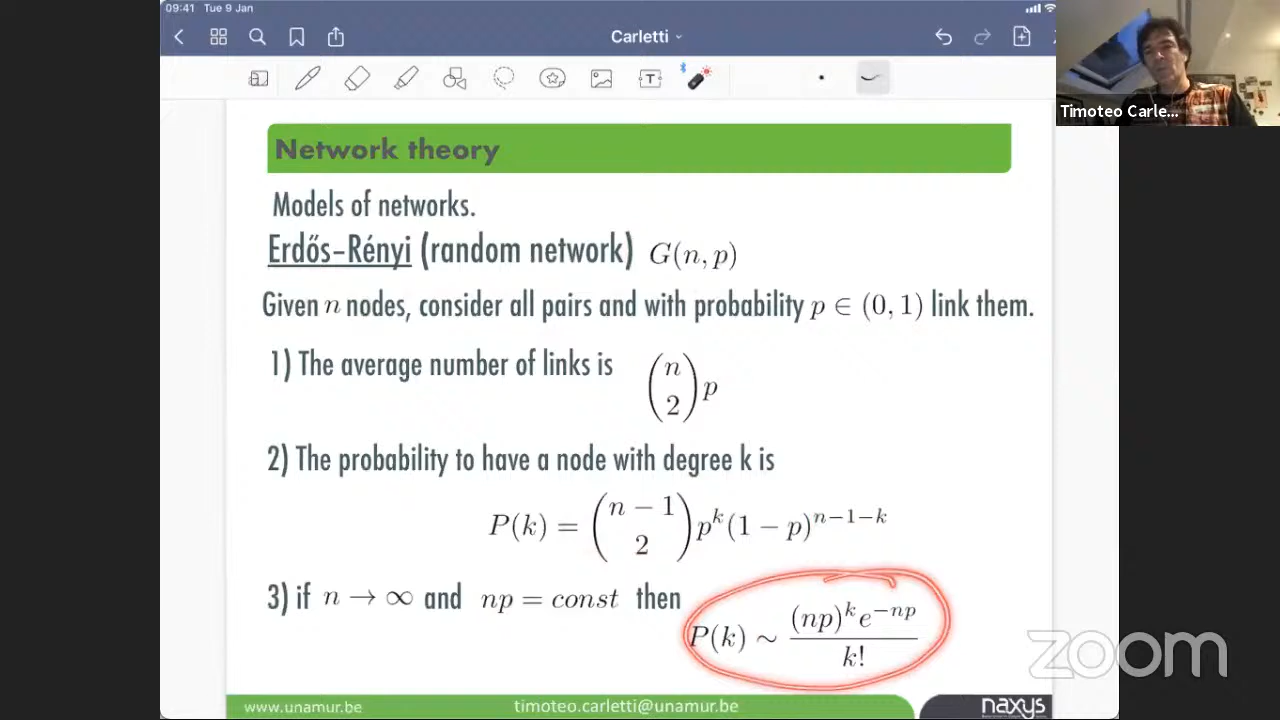 09:41 Tue 9 Jan
Carletti
Timoteo Carle...
Network theory
Models of networks.
Erdős–Rényi (random network) G(n, p)
Given n nodes, consider all pairs and with probability p ∈ (0, 1) link them.
1) The average number of links is \binom{n}{2} p
2) The probability to have a node with degree k is
P(k) = \binom{n-1}{2} p^k (1 − p)^{n−1−k}
3) if n → ∞ and np = const then P(k) ∼ \frac{(np)^k e^{−np}}{k!}
www.unamur.be
timoteo.carletti@unamur.be
naxys
zoom